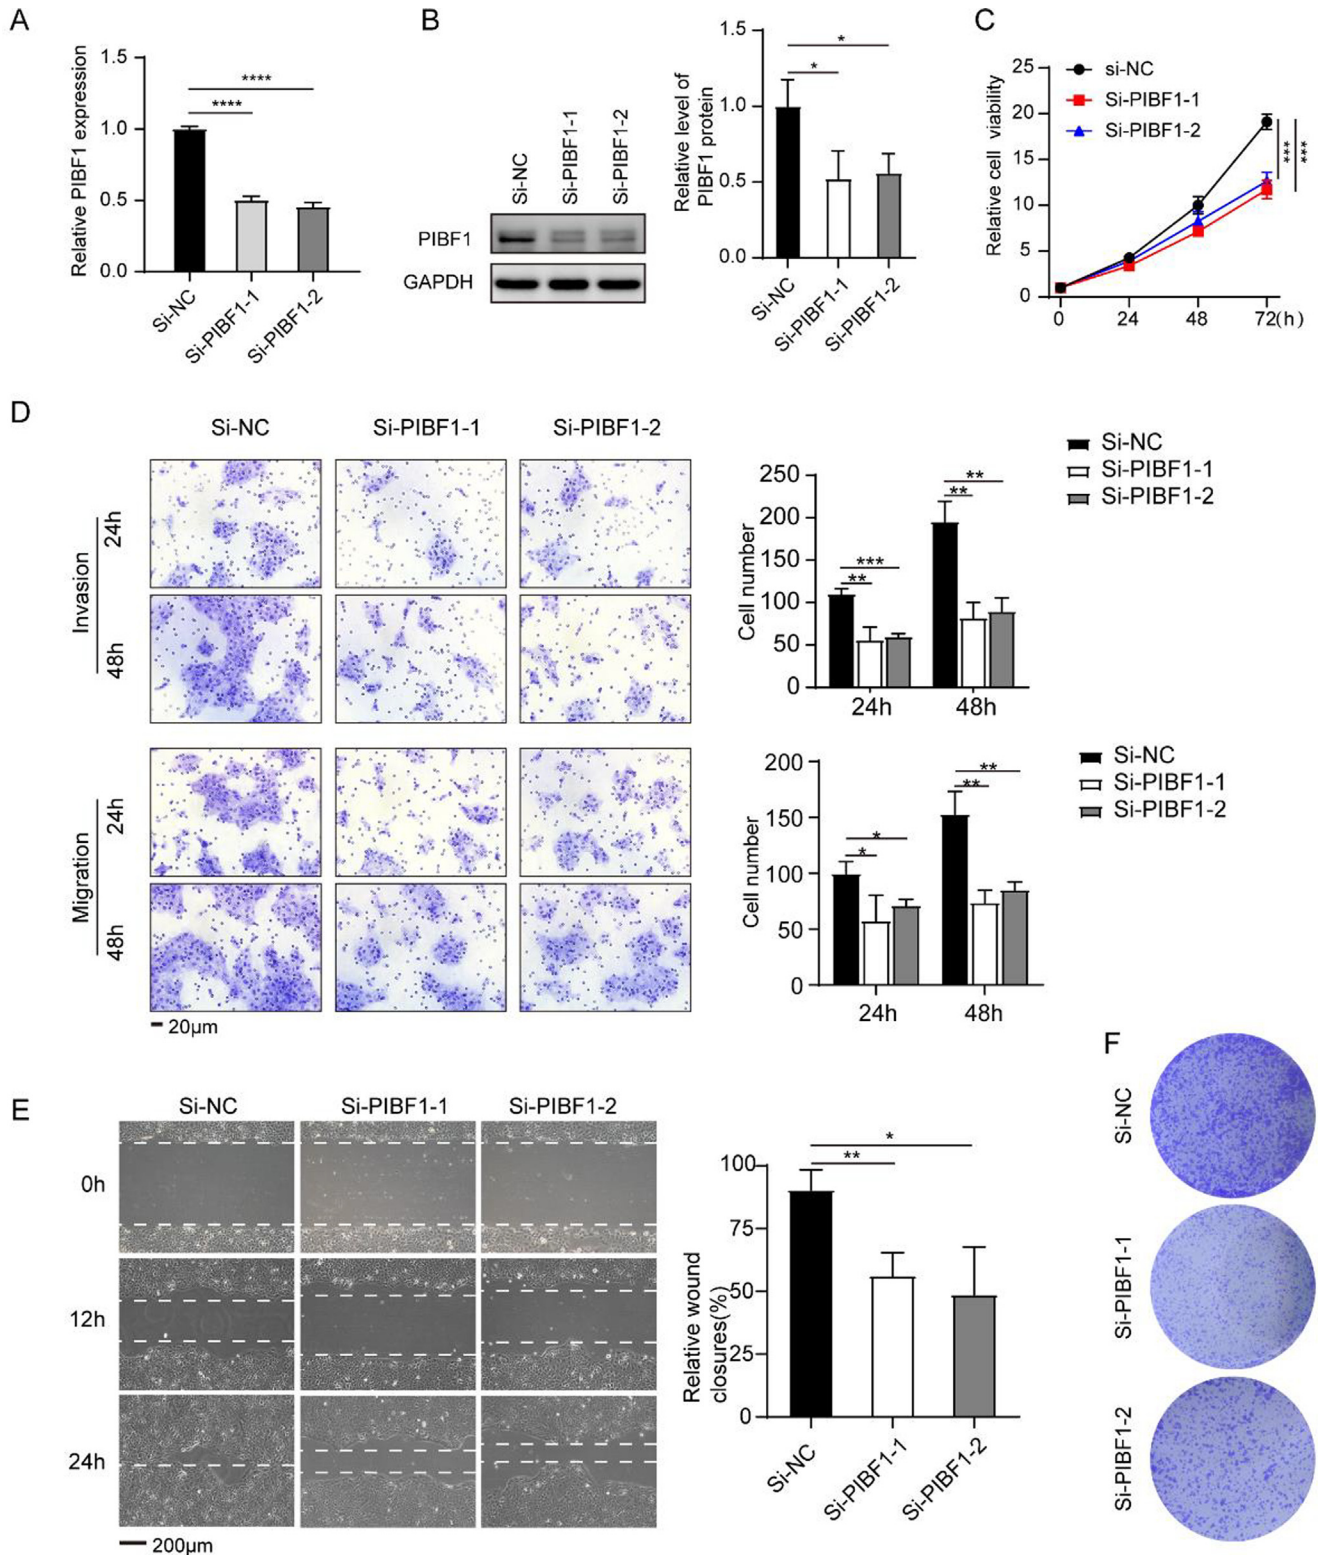 A
Relative PIBF1 expression
1.5
1.0
0.5
0.0
****
****
Si-NC
Si-PIBF1-1
Si-PIBF1-2
B
Si-NC
Si-PIBF1-1
Si-PIBF1-2
PIBF1
GAPDH
Relative level of
PIBF1 protein
1.5
1.0
0.5
0.0
*
*
Si-NC
Si-PIBF1-1
Si-PIBF1-2
C
Relative cell viability
25
20
15
10
5
0
si-NC
Si-PIBF1-1
Si-PIBF1-2
***
***
0 24 48 72(h)
D
Si-NC Si-PIBF1-1 Si-PIBF1-2
Invasion
24h
48h
Migration
24h
48h
20μm
Cell number
250
200
150
100
50
0
***
**
**
**
24h 48h
Si-NC
Si-PIBF1-1
Si-PIBF1-2
Cell number
200
150
100
50
0
*
*
**
**
24h 48h
Si-NC
Si-PIBF1-1
Si-PIBF1-2
E
Si-NC Si-PIBF1-1 Si-PIBF1-2
0h
12h
24h
200μm
Relative wound
closures(%)
100
75
50
25
0
*
**
Si-NC
Si-PIBF1-1
Si-PIBF1-2
F
Si-NC
Si-PIBF1-1
Si-PIBF1-2